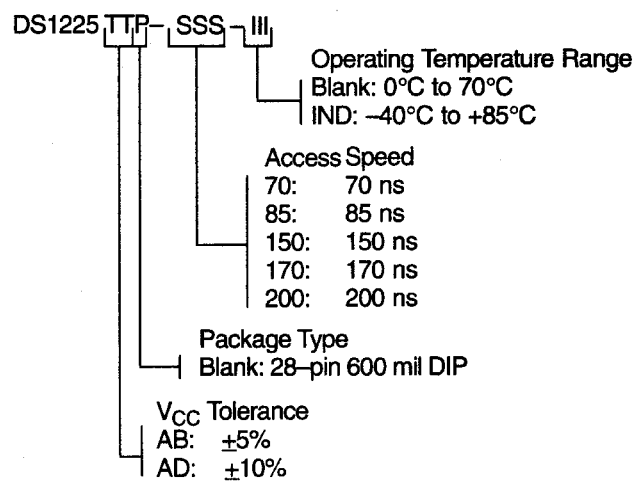 DS1225 TTP– SSS – III
Operating Temperature Range
Blank: 0°C to 70°C
IND: –40°C to +85°C
Access Speed
70: 70 ns
85: 85 ns
150: 150 ns
170: 170 ns
200: 200 ns
Package Type
Blank: 28–pin 600 mil DIP
VCC Tolerance
AB: ±5%
AD: ±10%